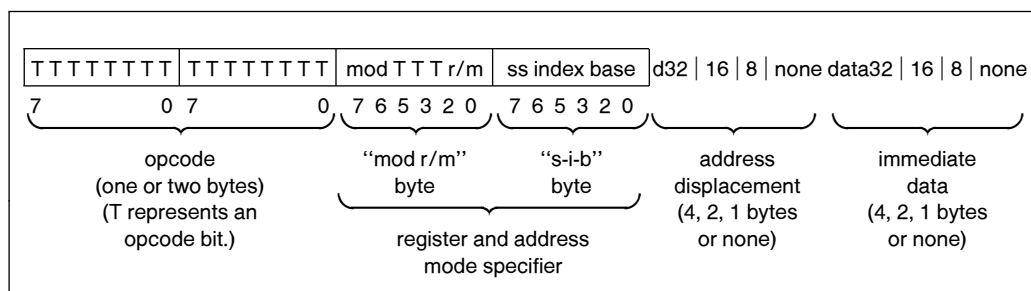 T T T T T T T T T T T T T T T T mod T T T r/m ss index base d32 | 16 | 8 | none data32 | 16 | 8 | none
7 0 7 0 7 6 5 3 2 0 7 6 5 3 2 0
opcode ‘‘mod r/m’’ ‘‘s-i-b’’ address immediate
(one or two bytes) byte byte displacement data
(T represents an (4, 2, 1 bytes (4, 2, 1 bytes
opcode bit.) or none) or none)
register and address
mode specifier